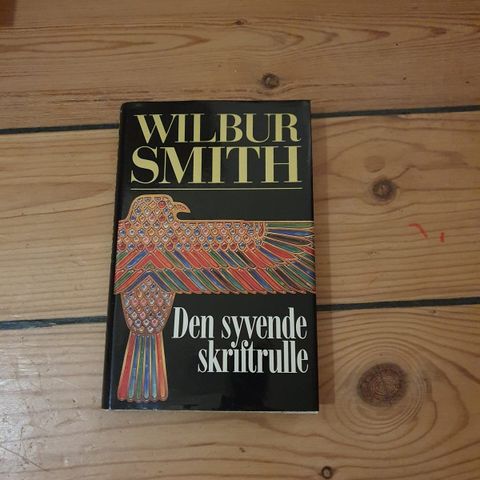 WILBUR
SMITH
Den syvende
skriftrulle